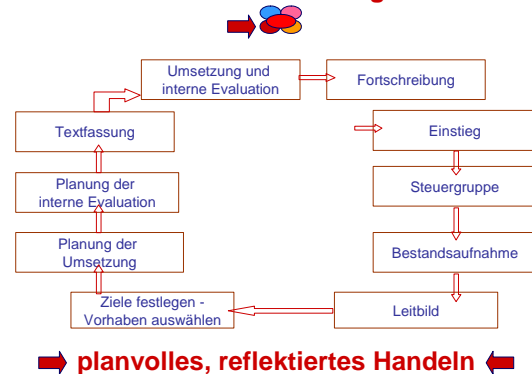 Umsetzung und
interne Evaluation
Fortschreibung
Textfassung
Einstieg
Planung der
interne Evaluation
Steuergruppe
Planung der
Umsetzung
Bestandsaufnahme
Ziele festlegen -
Vorhaben auswählen
Leitbild
planvolles, reflektiertes Handeln